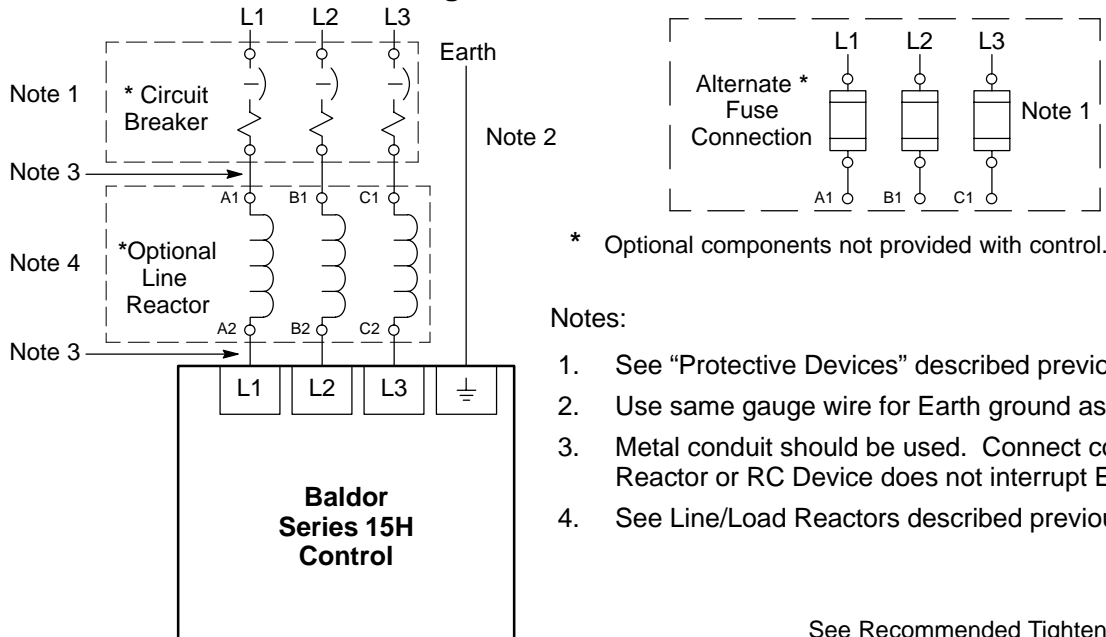 L1 L2 L3
Earth
Note 1
* Circuit
Breaker
Note 2
Note 3
A1 B1 C1
Note 4
*Optional
Line
Reactor
A2 B2 C2
Note 3
L1 L2 L3
Baldor
Series 15H
Control
L1 L2 L3
Alternate *
Fuse
Connection
Note 1
A1 B1 C1
* Optional components not provided with control.
Notes:
1. See “Protective Devices” described
2. Use same gauge wire for Earth ground as
3. Metal conduit should be used. Connect
Reactor or RC Device does not interrupt
4. See Line/Load Reactors described
See Recommended